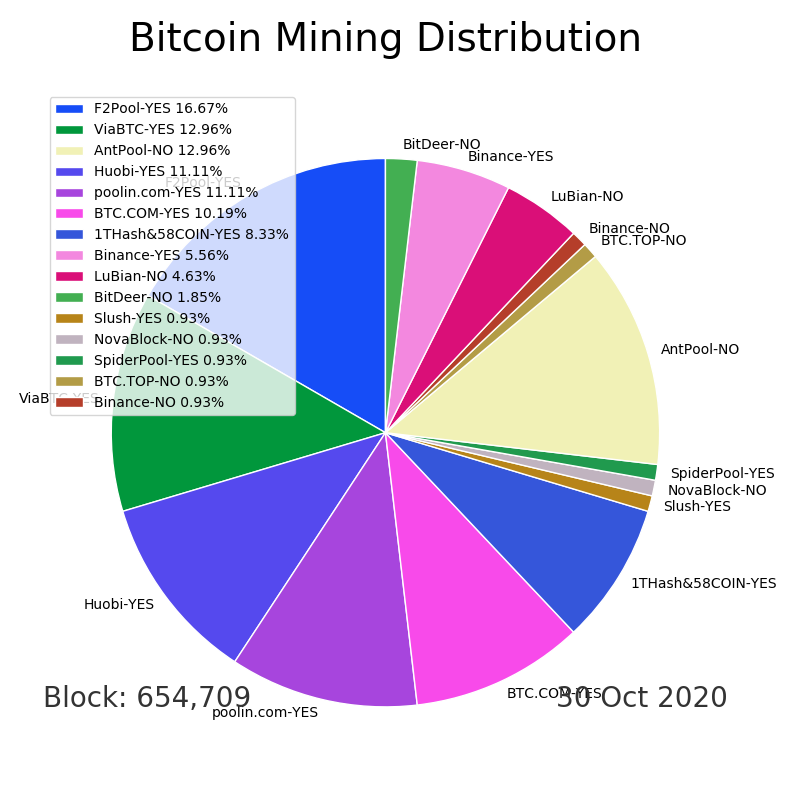 Bitcoin Mining Distribution
F2Pool-YES 16.67%
ViaBTC-YES 12.96%
AntPool-NO 12.96%
Huobi-YES 11.11%
poolin.com-YES 11.11%
BTC.COM-YES 10.19%
1THash&58COIN-YES 8.33%
Binance-YES 5.56%
LuBian-NO 4.63%
BitDeer-NO 1.85%
Slush-YES 0.93%
NovaBlock-NO 0.93%
SpiderPool-YES 0.93%
BTC.TOP-NO 0.93%
Binance-NO 0.93%
BitDeer-NO
Binance-YES
F2Pool-YES
LuBian-NO
Binance-NO
BTC.TOP-NO
AntPool-NO
ViaBTC-YES
SpiderPool-YES
NovaBlock-NO
Slush-YES
1THash&58COIN-YES
Huobi-YES
BTC.COM-YES
poolin.com-YES
Block: 654,709
30 Oct 2020